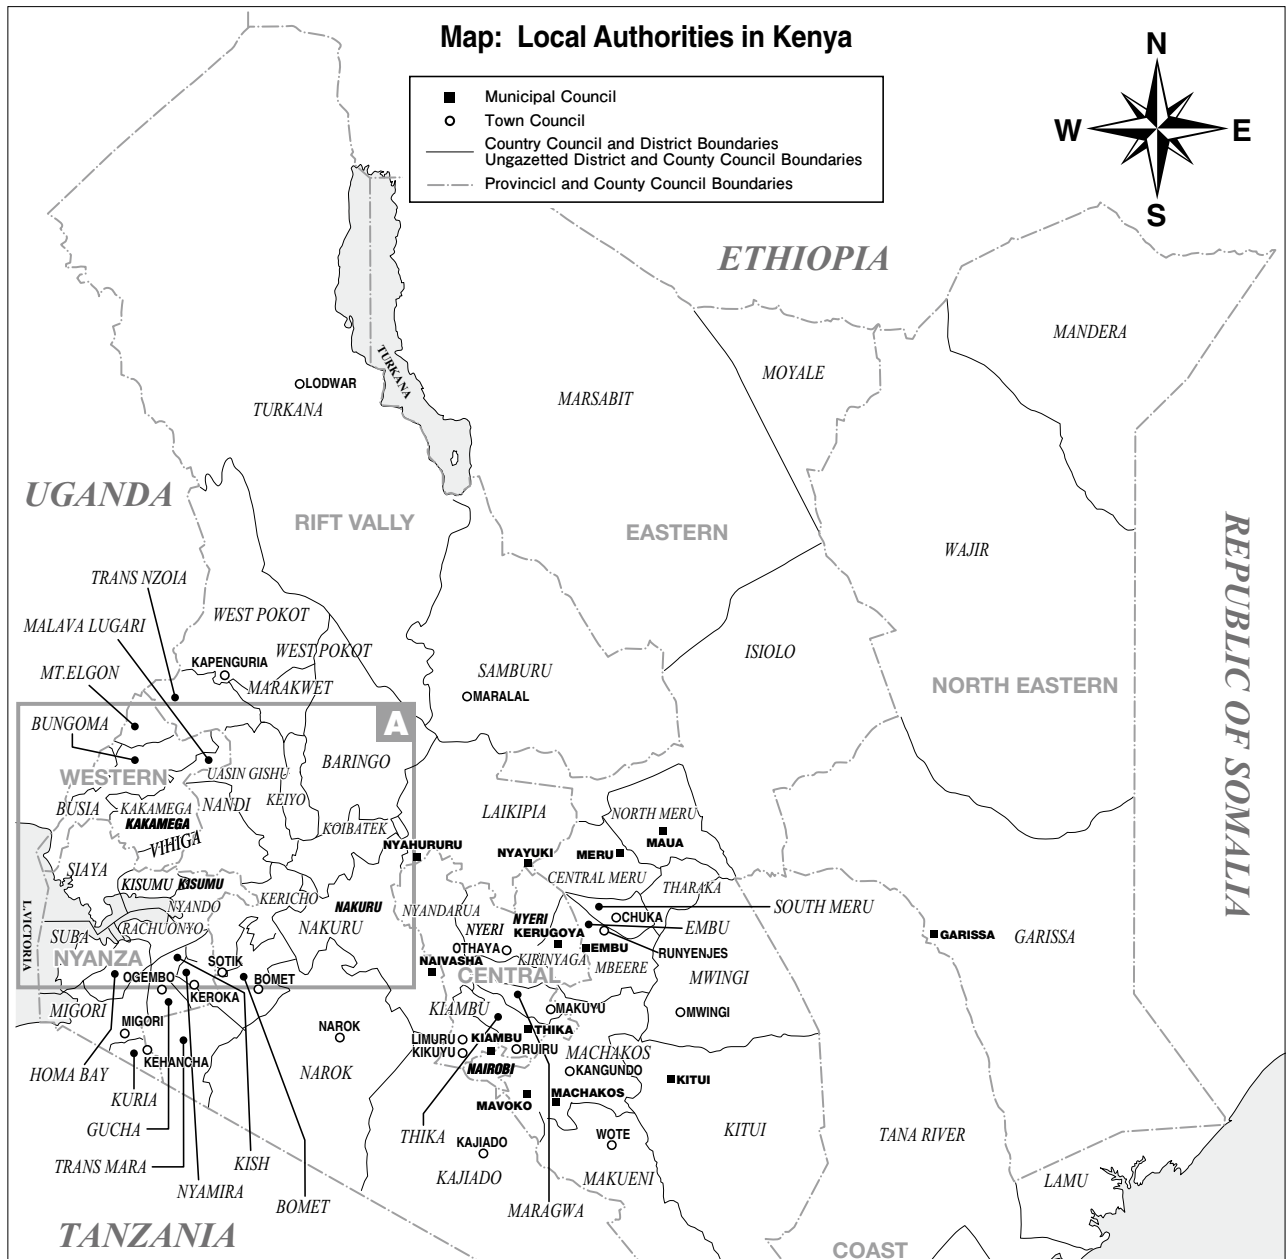 Map: Local Authorities in Kenya
N
W
E
S
Municipal Council
Town Council
Country Council and District Boundaries
Ungazetted District and County Council Boundaries
Provincicl and County Council Boundaries
ETHIOPIA
MANDERA
MOYALE
TURKANA
LODWAR
TURKANA
MARSABIT
UGANDA
RIFT VALLY
EASTERN
WAJIR
REPUBLIC OF SOMALIA
TRANS NZOIA
WEST POKOT
MALAVA LUGARI
WEST POKOT
ISIOLO
KAPENGURIA
MT.ELGON
MARAKWET
SAMBURU
MARALAL
NORTH EASTERN
A
BUNGOMA
WESTERN
UASIN GISHU
BARINGO
BUSIA
KAKAMEGA
NANDI
KEIYO
KAKAMEGA
LAIKIPIA
NORTH MERU
KOIBATEK
VIHIGA
NYAHURURU
NYAYUKI
MERU
MAUA
SIAYA
CENTRAL MERU
THARAKA
KISUMU
KISUMU
KERICHO
NYANDO
NAKURU
NYANDARUA
SOUTH MERU
L.VICTORIA
SUBA
RACHUONYO
NAKURU
NYERI
NYERI
CHUKA
EMBU
KERUGOYA
GARISSA
GARISSA
OTHAYA
EMBU
RUNYENJES
NYANZA
SOTIK
KIRINYAGA
MBEERE
NAIVASHA
CENTRAL
MWINGI
OGEMBO
BOMET
KEROKA
MIGORI
KIAMBU
MAKUYU
MWINGI
MIGORI
NAROK
THIKA
LIMURU
KIAMBU
KIKUYU
RUIRU
MACHAKOS
KEHANCHA
NAIROBI
KANGUNDO
HOMA BAY
NAROK
KITUI
KURIA
MAVOKO
MACHAKOS
GUCHA
THIKA
KAJIADO
WOTE
KITUI
TANA RIVER
TRANS MARA
KISH
KAJIADO
MAKUENI
LAMU
NYAMIRA
BOMET
MARAGWA
TANZANIA
COAST